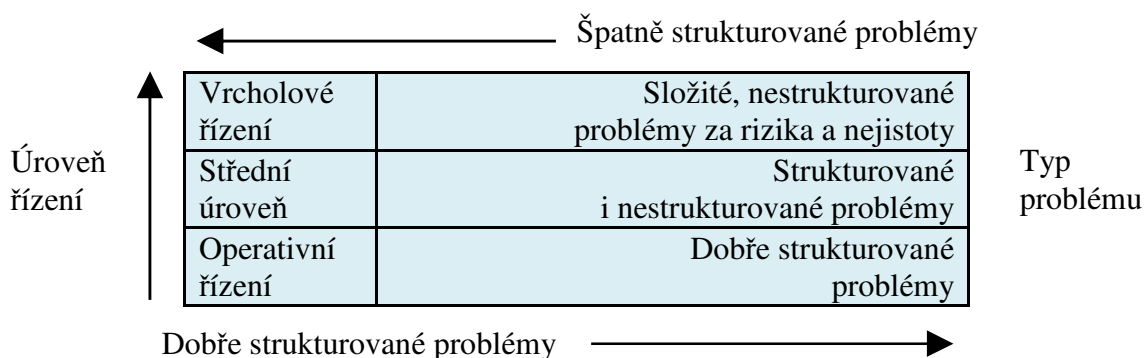 Špatně strukturované problémy
Úroveň
řízení
Vrcholové
řízení
Složité, nestrukturované
problémy za rizika a nejistoty
Střední
úroveň
Strukturované
i nestrukturované problémy
Operativní
řízení
Dobře strukturované
problémy
Typ
problému
Dobře strukturované problémy